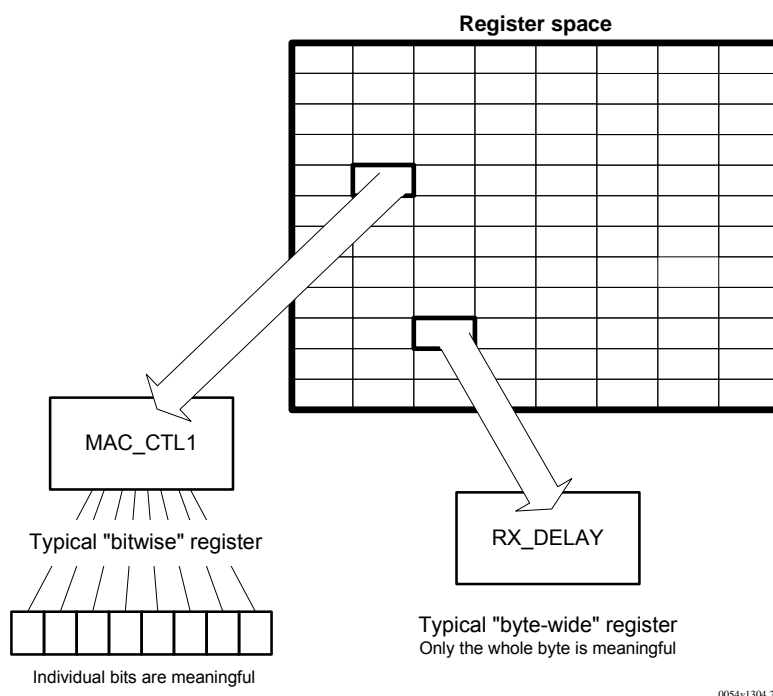 Register space
MAC_CTL1
Typical "bitwise" register
Individual bits are meaningful
RX_DELAY
Typical "byte-wide" register
Only the whole byte is meaningful